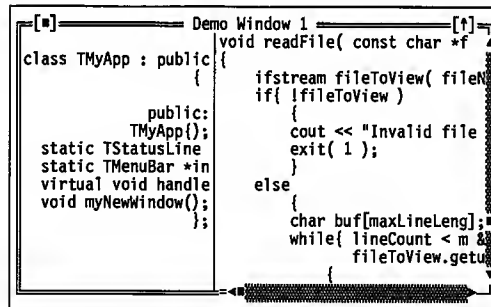 [■] Demo Window 1 [↑]
class TMyApp : public
{
public:
TMyApp{);
static TStatusLine
static TMenuBar *in
virtual void handle
void myNewWindow();
};
void readFile( const char *f
{
ifstream fileToView( fileN
if{ !fileToView )
{
cout << "Invalid file
exit( 1 );
}
else
{
char buf[maxLineLeng];
while{ lineCount < m &
fileToView.getu
{